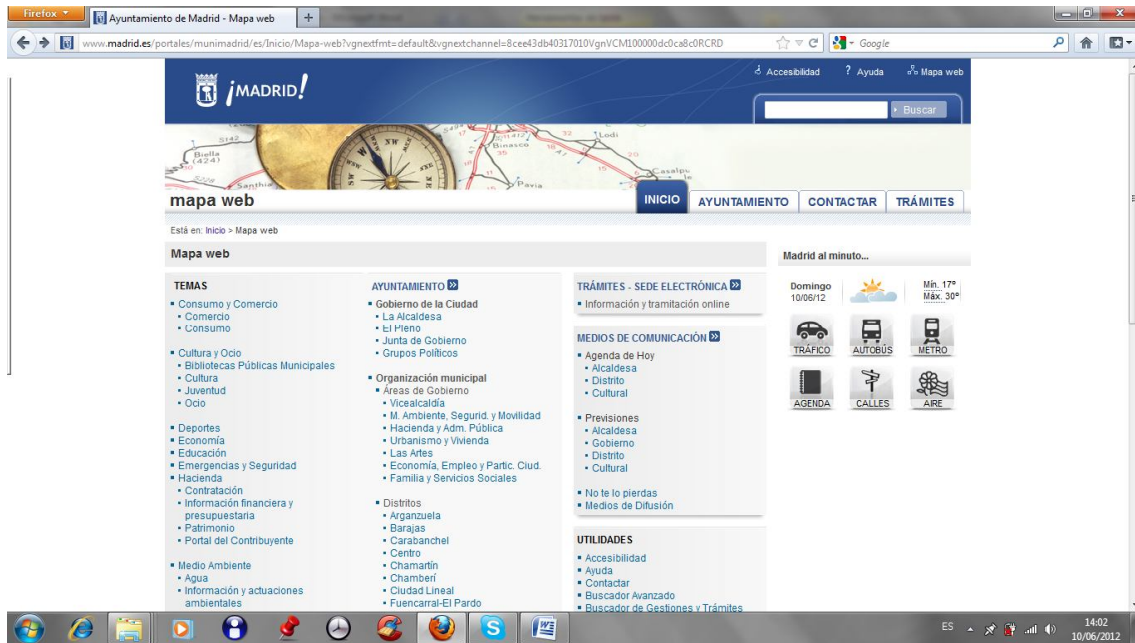 Firefox
Ayuntamiento de Madrid - Mapa web
www.madrid.es/portales/munimadrid/es/Inicio/Mapa-web?vgnextfmt=default&vgnextchannel=8cee43db40317010VgnVCM100000dc0ca8c0RCRD
Google
¡MADRID!
Accesibilidad ? Ayuda Mapa web
Buscar
Biella
(424)
Santhia
NW
Binasco
Lodi
Pavia
mapa web
INICIO AYUNTAMIENTO CONTACTAR TRÁMITES
Está en: Inicio > Mapa web
Mapa web
TEMAS
Consumo y Comercio
Comercio
Consumo
Cultura y Ocio
Bibliotecas Públicas Municipales
Cultura
Juventud
Ocio
Deportes
Economía
Educación
Emergencias y Seguridad
Hacienda
Contratación
Información financiera y
presupuestaria
Patrimonio
Portal del Contribuyente
Medio Ambiente
Agua
Información y actuaciones
ambientales
AYUNTAMIENTO
Gobierno de la Ciudad
La Alcaldesa
El Pleno
Junta de Gobierno
Grupos Políticos
Organización municipal
Áreas de Gobierno
Vicealcaldía
M. Ambiente, Segurid. y Movilidad
Hacienda y Adm. Pública
Urbanismo y Vivienda
Las Artes
Economía, Empleo y Partic. Ciud.
Familia y Servicios Sociales
Distritos
Arganzuela
Barajas
Carabanchel
Centro
Chamartín
Chamberí
Ciudad Lineal
Fuencarral-El Pardo
TRÁMITES - SEDE ELECTRÓNICA
Información y tramitación online
MEDIOS DE COMUNICACIÓN
Agenda de Hoy
Alcaldesa
Distrito
Cultural
Previsiones
Alcaldesa
Gobierno
Distrito
Cultural
No te lo pierdas
Medios de Difusión
UTILIDADES
Accesibilidad
Ayuda
Contactar
Buscador Avanzado
Buscador de Gestiones y Trámites
Madrid al minuto...
Domingo
10/06/12
Mín. 17º
Máx. 30º
TRÁFICO AUTOBÚS METRO
AGENDA CALLES AIRE
ES
14:02
10/06/2012